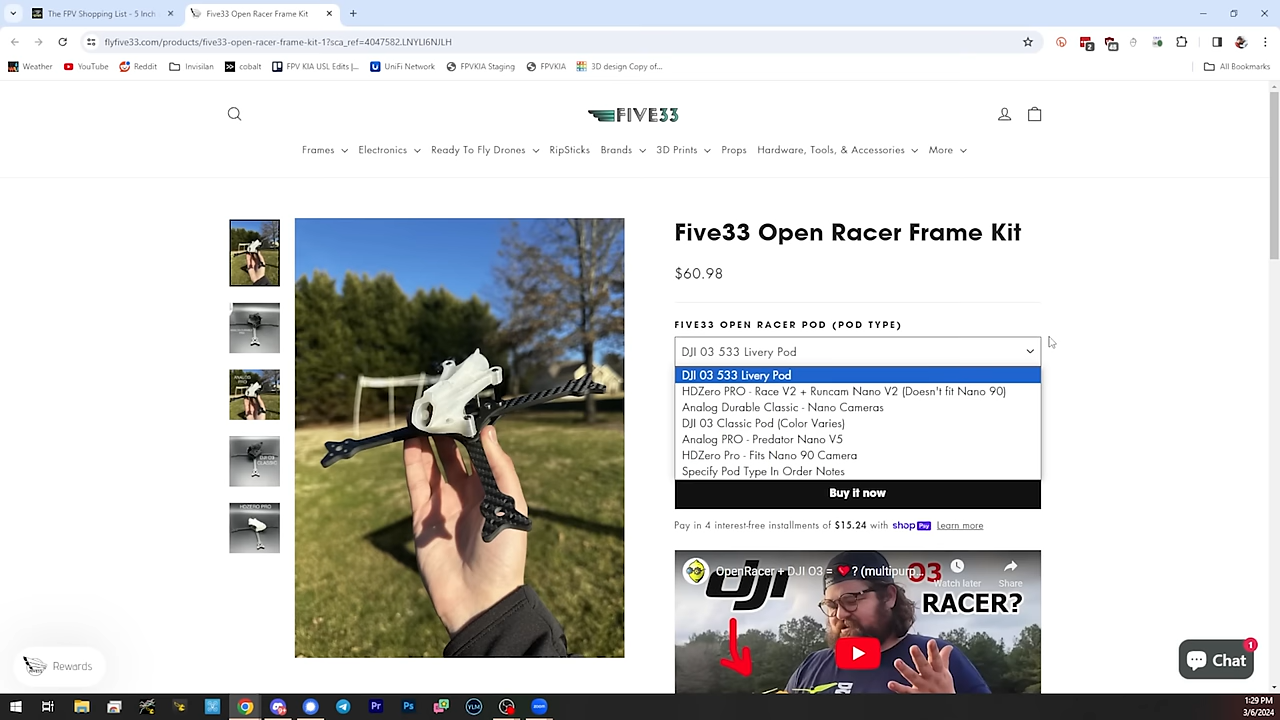 The FPV Shopping List - 5 Inch
Five33 Open Racer Frame Kit
flyfive33.com/products/five33-open-racer-frame-kit-1?sca_ref=4047582.LNYLI6NJLH
Weather
YouTube
Reddit
Invisilan
cobalt
FPV KIA USL Edits |...
UniFi Network
FPVKIA Staging
FPVKIA
3D design Copy of...
All Bookmarks
FIVE33
Frames
Electronics
Ready To Fly Drones
RipSticks
Brands
3D Prints
Props
Hardware, Tools, & Accessories
More
Five33 Open Racer Frame Kit
$60.98
FIVE33 OPEN RACER POD (POD TYPE)
DJI 03 533 Livery Pod
DJI 03 533 Livery Pod
HDZero PRO - Race V2 + Runcam Nano V2 (Doesn't fit Nano 90)
Analog Durable Classic - Nano Cameras
DJI 03 Classic Pod (Color Varies)
Analog PRO - Predator Nano V5
HDZero Pro - Fits Nano 90 Camera
Specify Pod Type In Order Notes
Buy it now
Pay in 4 interest-free installments of $15.24 with shop Pay Learn more
OpenRacer + DJI O3 = ❤️? (multipurp...
Watch later
Share
DJI
O3
RACER?
Rewards
Chat
1
1:29 PM
3/6/2024